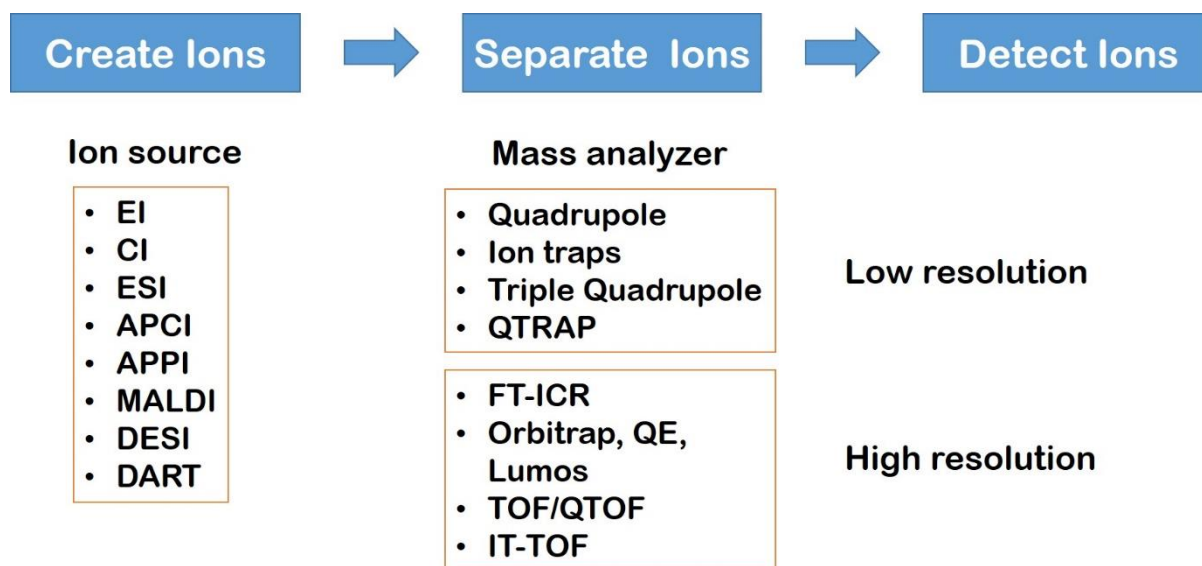 Create Ions
Separate Ions
Detect Ions
Ion source
• EI
• CI
• ESI
• APCI
• APPI
• MALDI
• DESI
• DART
Mass analyzer
• Quadrupole
• Ion traps
• Triple Quadrupole
• QTRAP
Low resolution
• FT-ICR
• Orbitrap, QE,
Lumos
• TOF/QTOF
• IT-TOF
High resolution